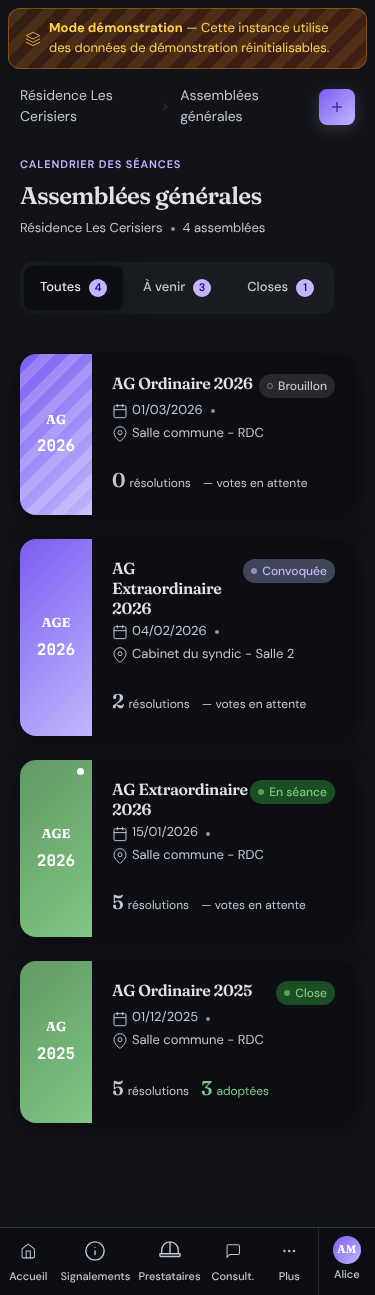 Mode démonstration — Cette instance utilise
des données de démonstration réinitialisables.
Résidence Les
Cerisiers
Assemblées
générales
CALENDRIER DES SÉANCES
Assemblées générales
Résidence Les Cerisiers • 4 assemblées
Toutes 4
À venir 3
Closes 1
AG
2026
AG Ordinaire 2026
Brouillon
01/03/2026 •
Salle commune - RDC
0 résolutions — votes en attente
AGE
2026
AG
Extraordinaire
2026
Convoquée
04/02/2026 •
Cabinet du syndic - Salle 2
2 résolutions — votes en attente
AGE
2026
AG Extraordinaire
2026
En séance
15/01/2026 •
Salle commune - RDC
5 résolutions — votes en attente
AG
2025
AG Ordinaire 2025
Close
01/12/2025 •
Salle commune - RDC
5 résolutions 3 adoptées
Accueil
Signalements
Prestataires
Consult.
Plus
AM
Alice